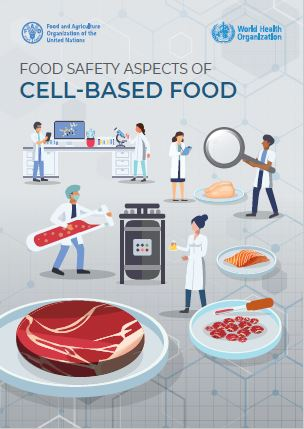 Food and Agriculture
Organization of the
United Nations
World Health
Organization
FOOD SAFETY ASPECTS OF
CELL-BASED FOOD